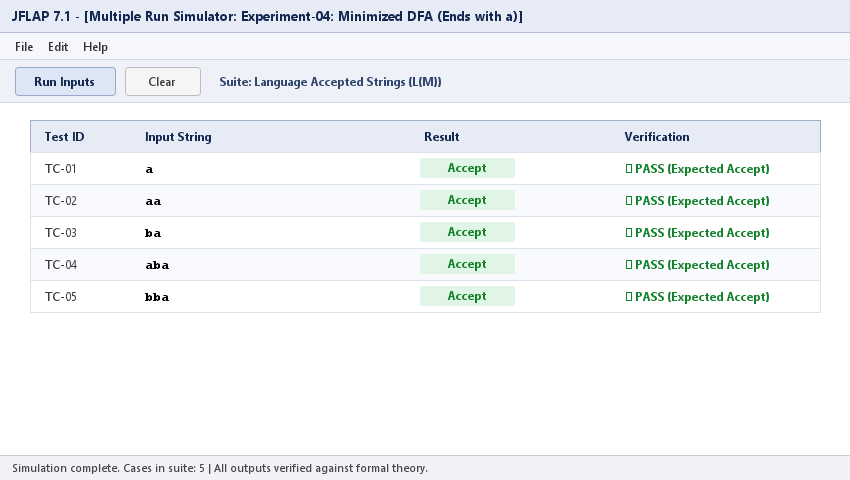 JFLAP 7.1 - [Multiple Run Simulator: Experiment-04: Minimized DFA (Ends with a)]
File Edit Help
Run Inputs Clear Suite: Language Accepted Strings (L(M))
Test ID Input String Result Verification
TC-01 a Accept PASS (Expected Accept)
TC-02 aa Accept PASS (Expected Accept)
TC-03 ba Accept PASS (Expected Accept)
TC-04 aba Accept PASS (Expected Accept)
TC-05 bba Accept PASS (Expected Accept)
Simulation complete. Cases in suite: 5 | All outputs verified against formal theory.